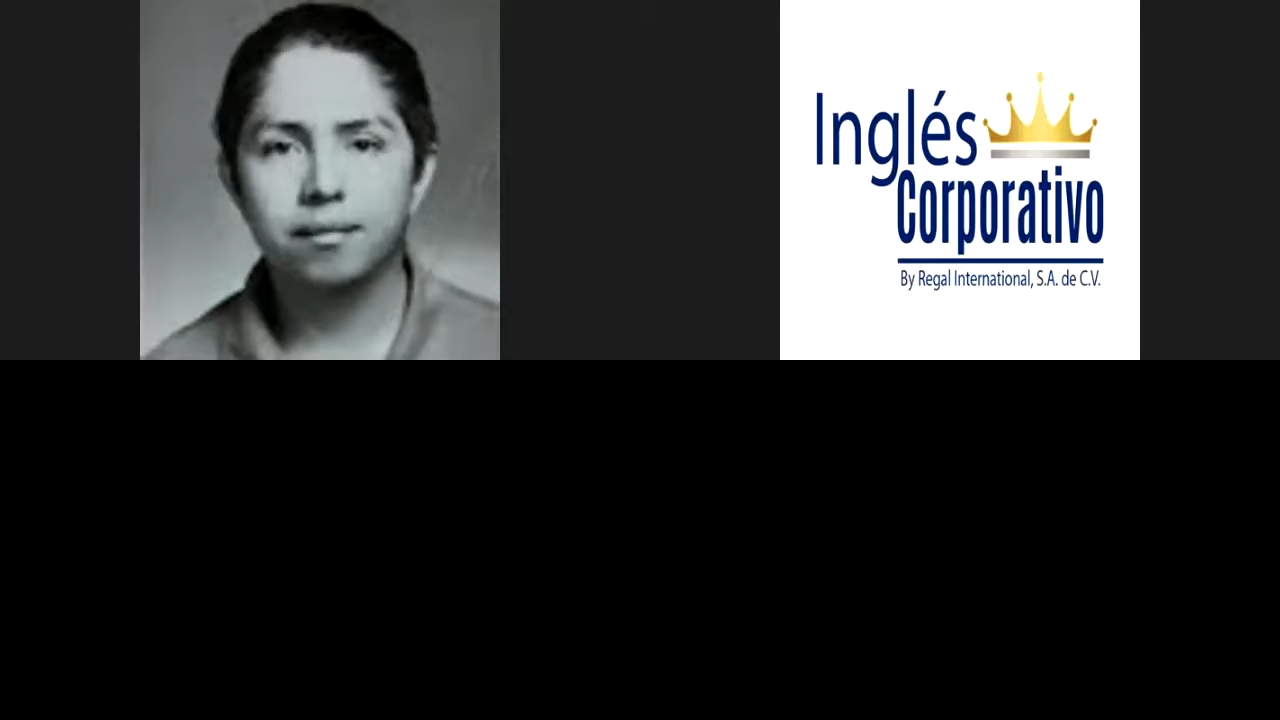 Inglés
Corporativo
By Regal International, S.A. de C.V.